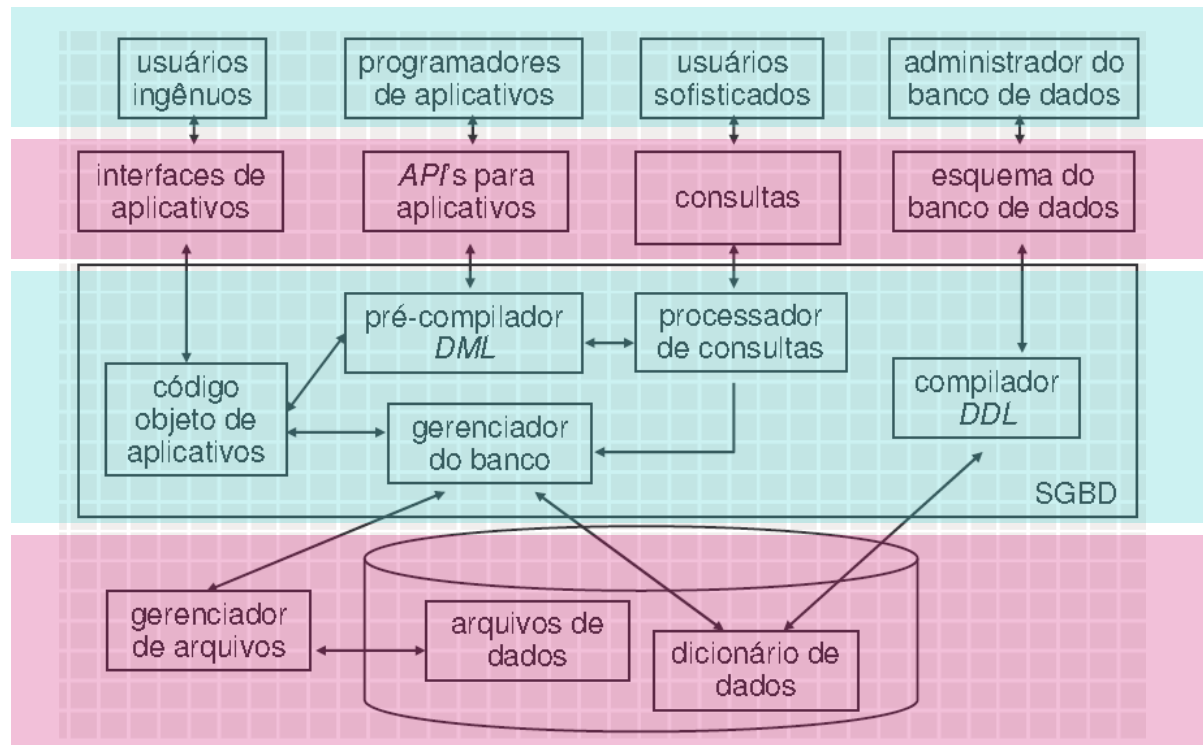 usuários
ingênuos
programadores
de aplicativos
usuários
sofisticados
administrador do
banco de dados
interfaces de
aplicativos
API's para
aplicativos
consultas
esquema do
banco de dados
pré-compilador
DML
processador
de consultas
código
objeto de
aplicativos
gerenciador
do banco
compilador
DDL
SGBD
gerenciador
de arquivos
arquivos de
dados
dicionário de
dados